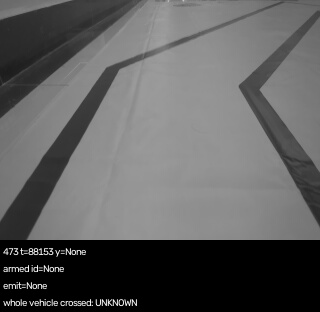 473 t=88153 y=None
armed id=None
emit=None
whole vehicle crossed: UNKNOWN